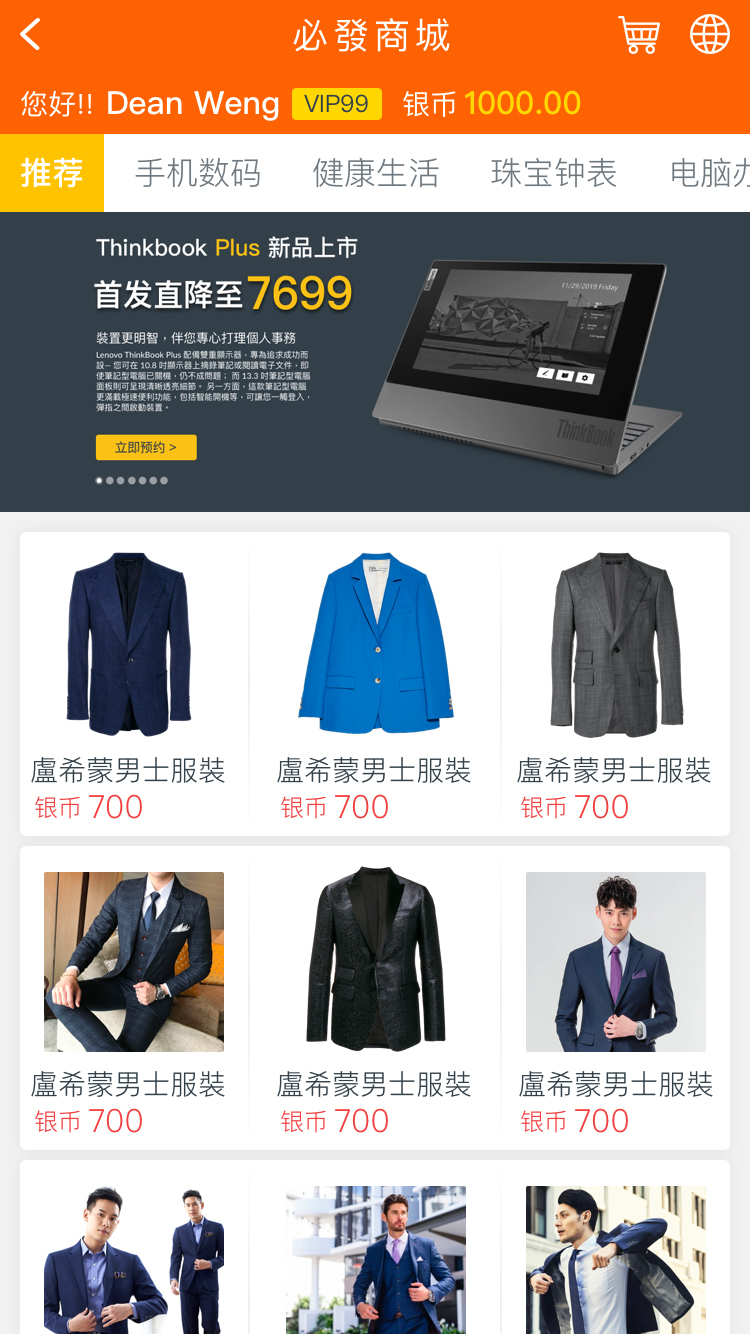 必發商城
您好!! Dean Weng VIP99 银币 1000.00
推荐 手机数码 健康生活 珠宝钟表 电脑办
Thinkbook Plus 新品上市
首发直降至7699
裝置更明智，伴您專心打理個人事務
Lenovo ThinkBook Plus 配備雙重顯示器，專為追求成功而
設– 您可在 10.8 吋顯示器上摘錄筆記或閱讀電子文件，即
使筆記型電腦已關機，仍不成問題； 而 13.3 吋筆記型電腦
面板則可呈現清晰透亮細節。 另一方面，這款筆記型電腦
更滿載極速便利功能，包括智能開機等，可讓您一觸登入，
彈指之間啟動裝置。
立即预约 >
11/29/2019.Friday
ThinkBook
盧希蒙男士服裝 盧希蒙男士服裝 盧希蒙男士服裝
银币 700 银币 700 银币 700
盧希蒙男士服裝 盧希蒙男士服裝 盧希蒙男士服裝
银币 700 银币 700 银币 700